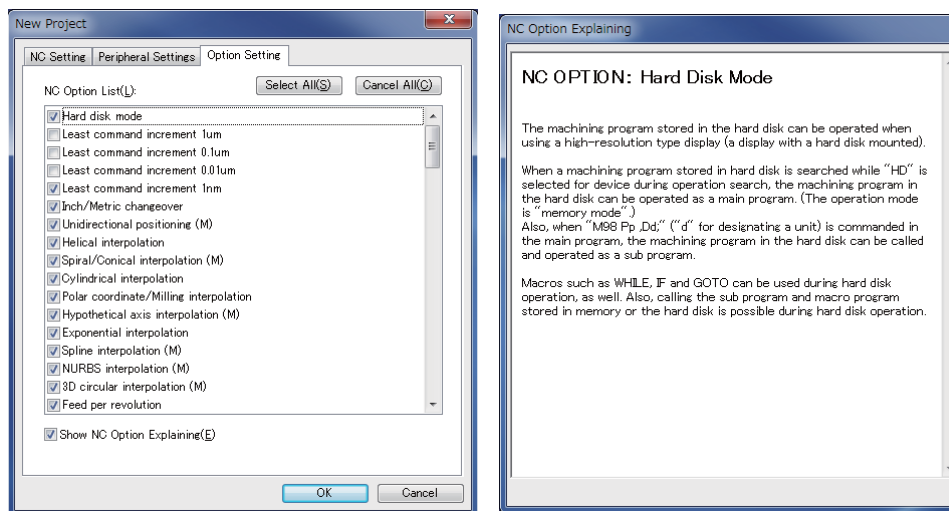 New Project
NC Setting Peripheral Settings Option Setting
NC Option List(L):
Select All(S) Cancel All(C)
Hard disk mode
Least command increment 1um
Least command increment 0.1um
Least command increment 0.01um
Least command increment 1nm
Inch/Metric changeover
Unidirectional positioning (M)
Helical interpolation
Spiral/Conical interpolation (M)
Cylindrical interpolation
Polar coordinate/Milling interpolation
Hypothetical axis interpolation (M)
Exponential interpolation
Spline interpolation (M)
NURBS interpolation (M)
3D circular interpolation (M)
Feed per revolution
Show NC Option Explaining(E)
OK Cancel
NC Option Explaining
NC OPTION: Hard Disk Mode
The machining program stored in the hard disk can be operated when
using a high-resolution type display (a display with a hard disk mounted).
When a machining program stored in hard disk is searched while "HD" is
selected for device during operation search, the machining program in
the hard disk can be operated as a main program. (The operation mode
is "memory mode".)
Also, when "M98 Pp ,Dd;" ("d" for designating a unit) is commanded in
the main program, the machining program in the hard disk can be called
and operated as a sub program.
Macros such as WHILE, IF and GOTO can be used during hard disk
operation, as well. Also, calling the sub program and macro program
stored in memory or the hard disk is possible during hard disk operation.